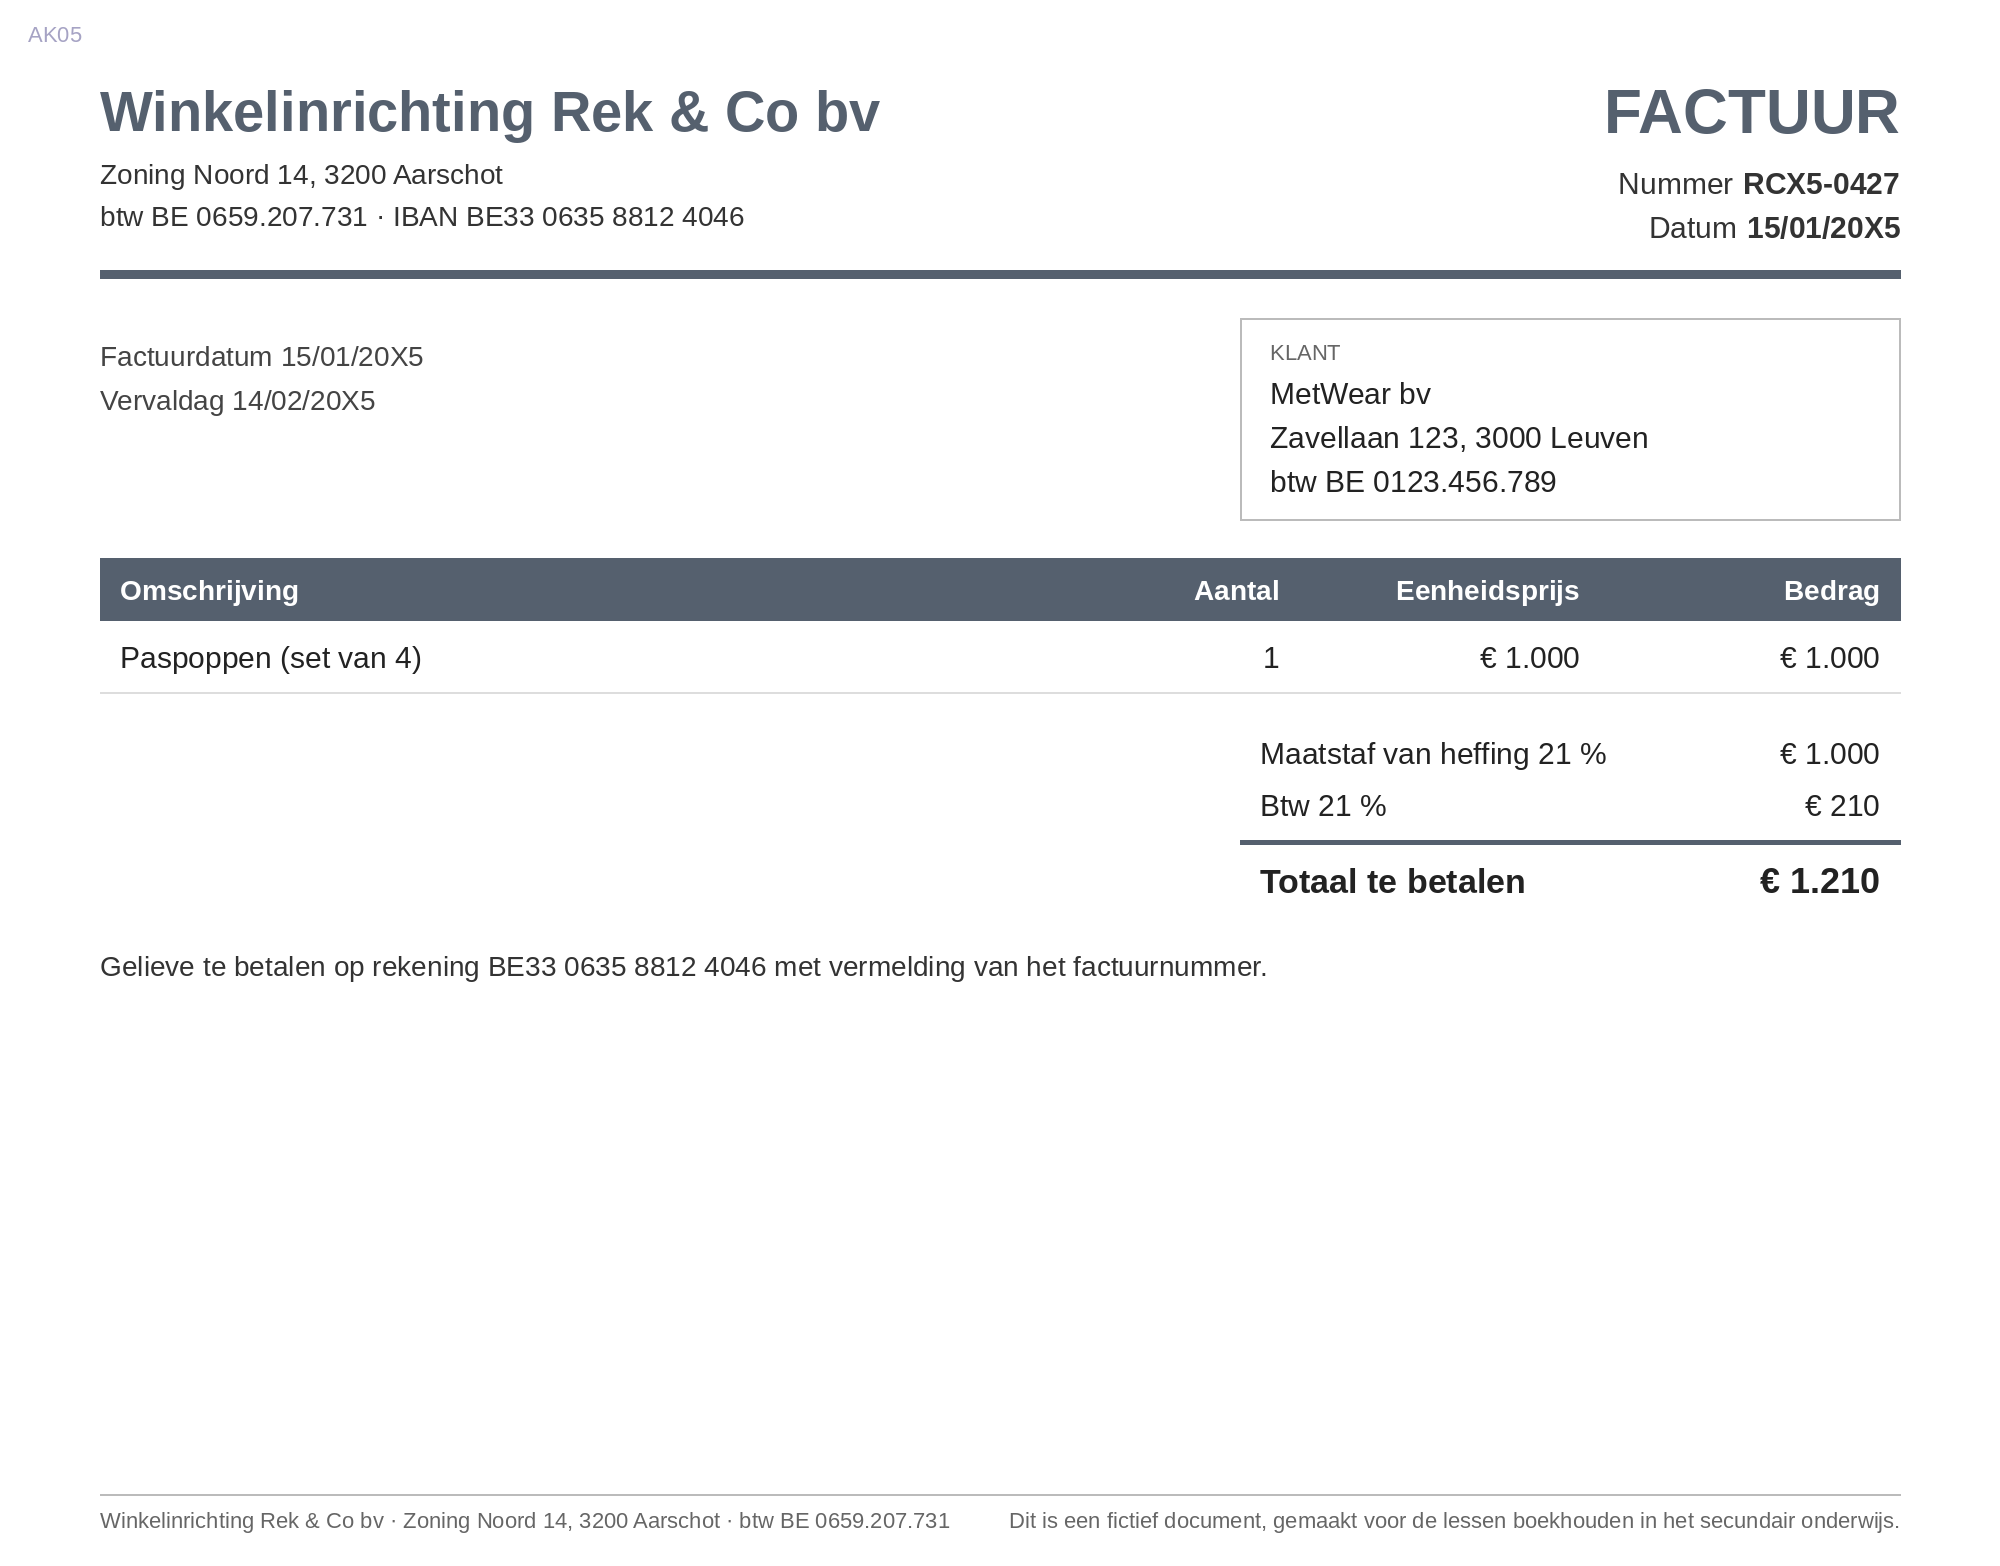 AK05
Winkelinrichting Rek & Co bv
FACTUUR
Zoning Noord 14, 3200 Aarschot
btw BE 0659.207.731 · IBAN BE33 0635 8812 4046
Nummer RCX5-0427
Datum 15/01/20X5
Factuurdatum 15/01/20X5
Vervaldag 14/02/20X5
KLANT
MetWear bv
Zavellaan 123, 3000 Leuven
btw BE 0123.456.789
Omschrijving Aantal Eenheidsprijs Bedrag
Paspoppen (set van 4) 1 € 1.000 € 1.000
Maatstaf van heffing 21 % € 1.000
Btw 21 % € 210
Totaal te betalen € 1.210
Gelieve te betalen op rekening BE33 0635 8812 4046 met vermelding van het factuurnummer.
Winkelinrichting Rek & Co bv · Zoning Noord 14, 3200 Aarschot · btw BE 0659.207.731
Dit is een fictief document, gemaakt voor de lessen boekhouden in het secundair onderwijs.